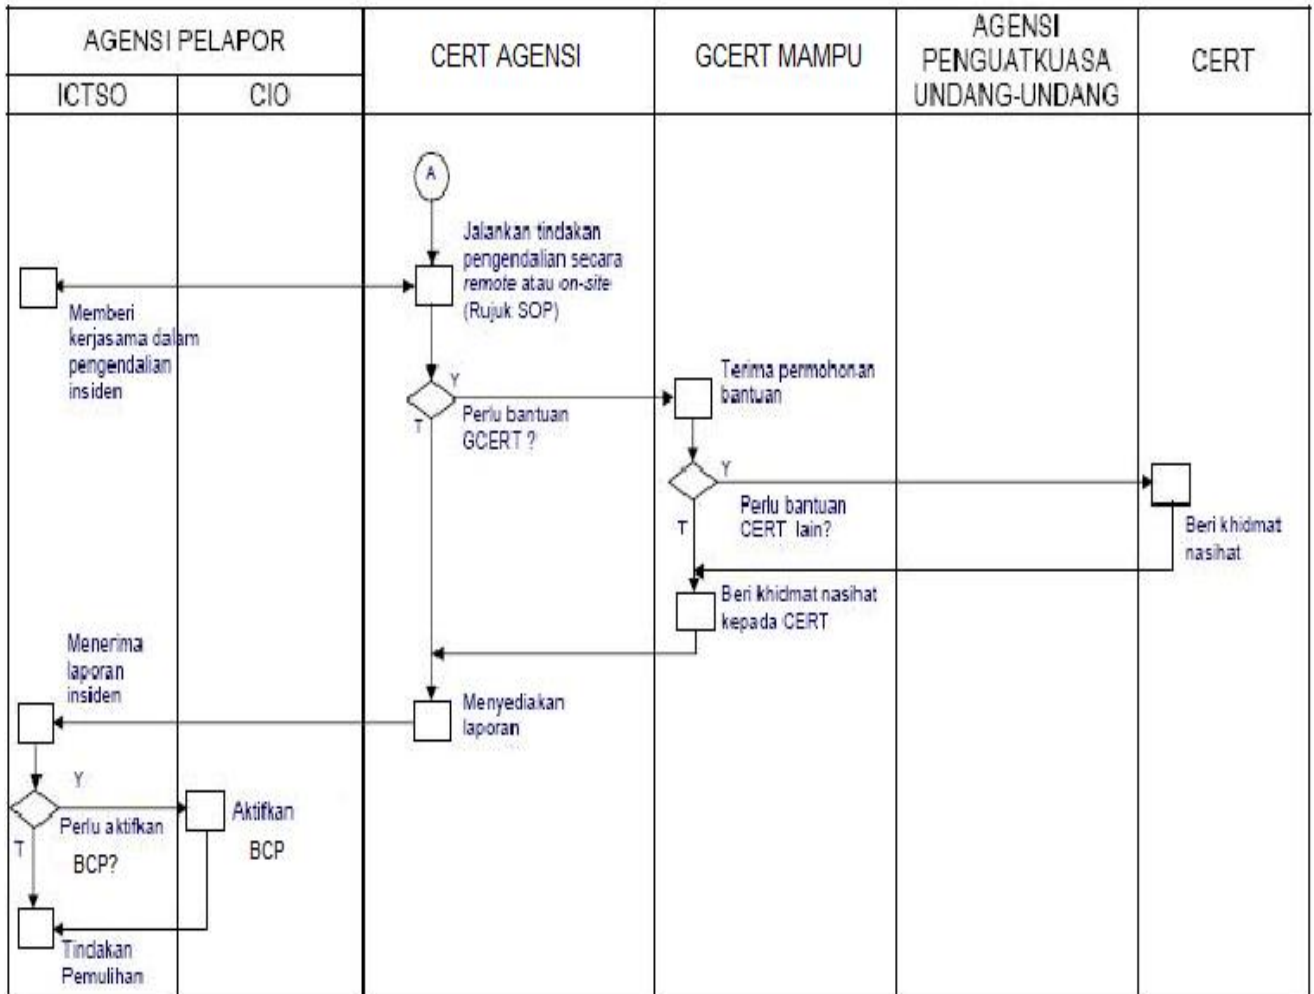 AGENSI PELAPOR
CERT AGENSI
GCERT MAMPU
AGENSI
PENGUATKUASA
UNDANG-UNDANG
CERT
ICTSO
CIO
A
Jalankan tindakan
pengendalian secara
remote atau on-site
(Rujuk SOP)
Memberi
kerjasama dalam
pengendalian
insiden
Y
Perlu bantuan
GCERT ?
T
Terima permohonan
bantuan
Y
Perlu bantuan
CERT lain?
T
Beri khidmat
nasihat
Beri khidmat nasihat
kepada CERT
Menerima
laporan
insiden
Menyediakan
laporan
Y
Perlu aktifkan
BCP?
T
Aktifkan
BCP
Tindakan
Pemulihan